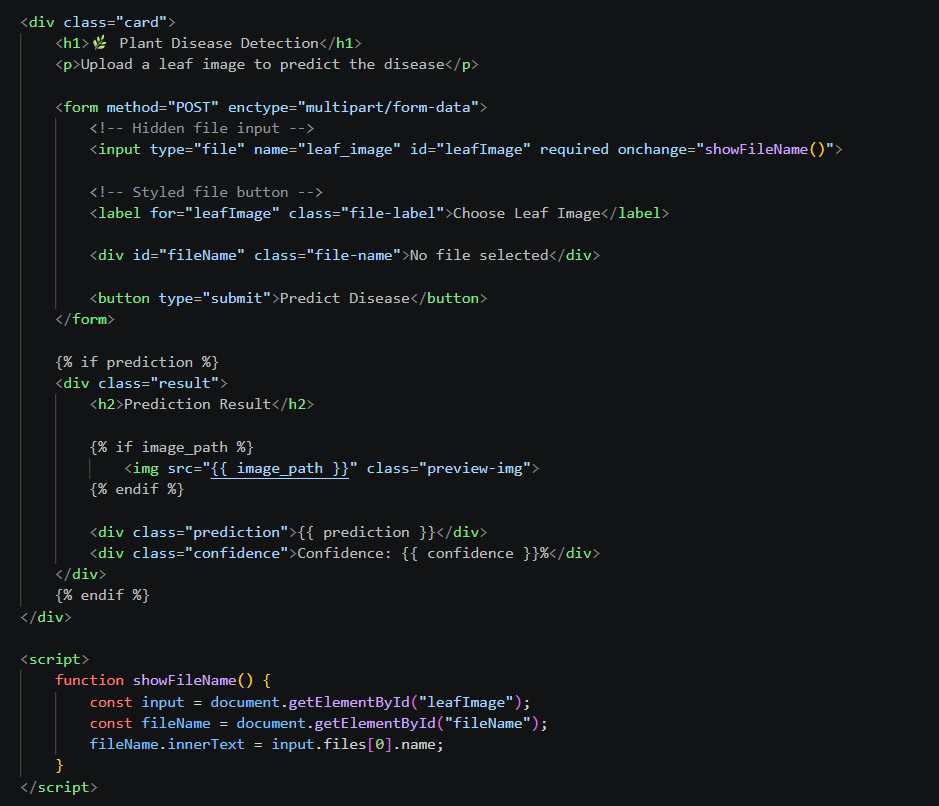 <div class="card">
<h1>🌿 Plant Disease Detection</h1>
<p>Upload a leaf image to predict the disease</p>
<form method="POST" enctype="multipart/form-data">
<!-- Hidden file input -->
<input type="file" name="leaf_image" id="leafImage" required onchange="showFileName()">
<!-- Styled file button -->
<label for="leafImage" class="file-label">Choose Leaf Image</label>
<div id="fileName" class="file-name">No file selected</div>
<button type="submit">Predict Disease</button>
</form>
{% if prediction %}
<div class="result">
<h2>Prediction Result</h2>
{% if image_path %}
<img src="{{ image_path }}" class="preview-img">
{% endif %}
<div class="prediction">{{ prediction }}</div>
<div class="confidence">Confidence: {{ confidence }}%</div>
</div>
{% endif %}
</div>
<script>
function showFileName() {
const input = document.getElementById("leafImage");
const fileName = document.getElementById("fileName");
fileName.innerText = input.files[0].name;
}
</script>